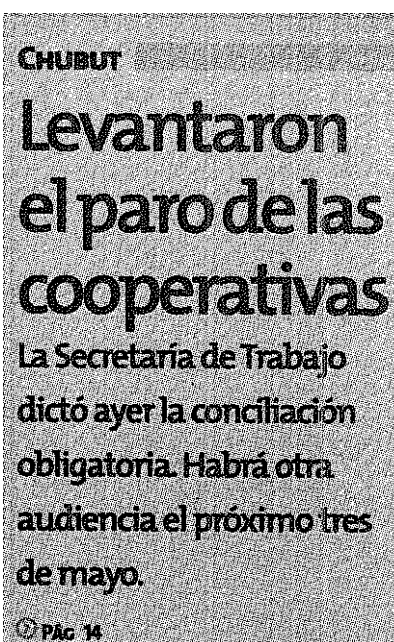 CHUBUT
Levantaron
el paro de las
cooperativas
La Secretaría de Trabajo
dictó ayer la conciliación
obligatoria. Habrá otra
audiencia el próximo tres
de mayo.
PÁG 14